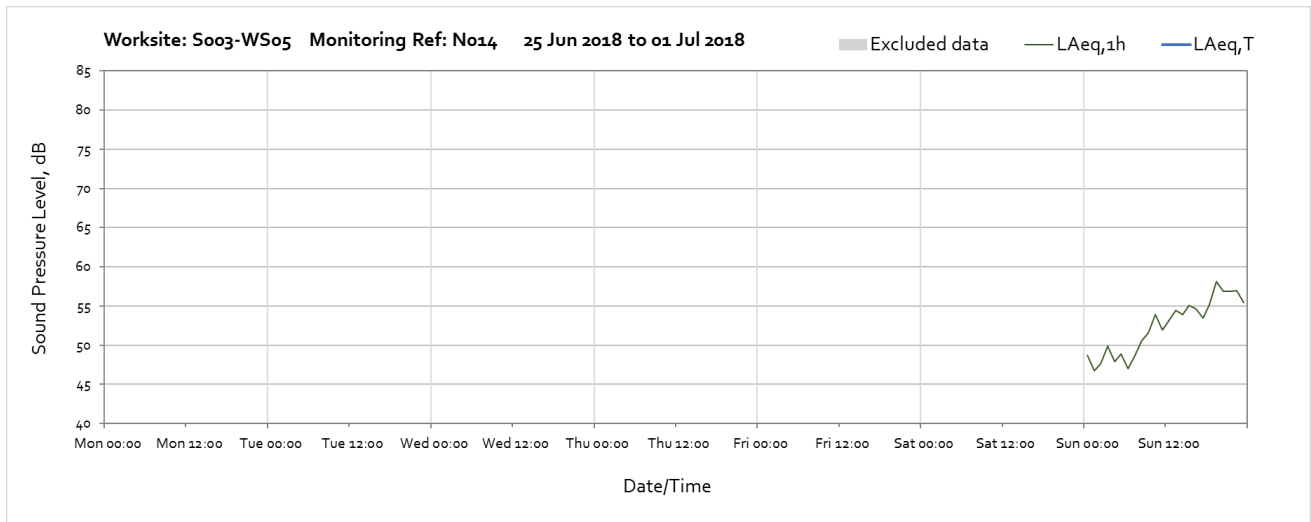 Worksite: S003-WS05 Monitoring Ref: N014 25 Jun 2018 to 01 Jul 2018
Excluded data LAeq,1h LAeq,T
85
80
75
70
65
60
55
50
45
40
Sound Pressure Level, dB
Mon 00:00 Mon 12:00 Tue 00:00 Tue 12:00 Wed 00:00 Wed 12:00 Thu 00:00 Thu 12:00 Fri 00:00 Fri 12:00 Sat 00:00 Sat 12:00 Sun 00:00 Sun 12:00
Date/Time